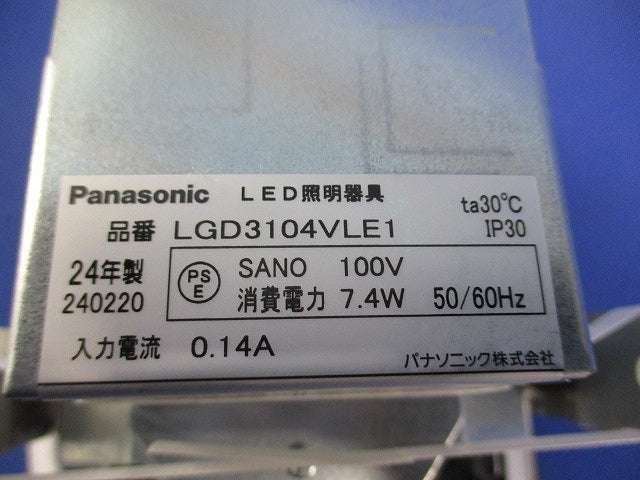 Panasonic LED照明器具
ta30℃
品番 LGD3104VLE1 IP30
24年製 PSE SANO 100V
240220 消費電力 7.4W 50/60Hz
入力電流 0.14A
パナソニック株式会社